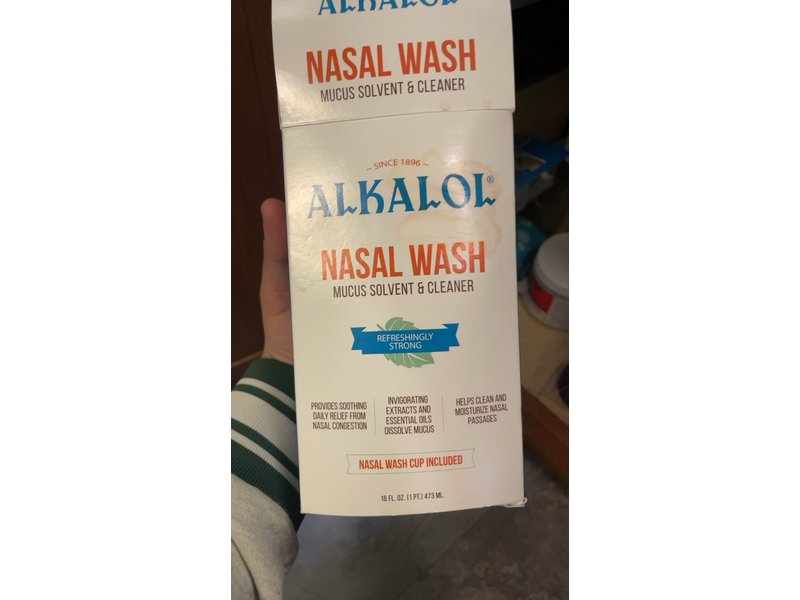 ALKALOL
NASAL WASH
MUCUS SOLVENT & CLEANER
~ SINCE 1896 ~
ALKALOL®
NASAL WASH
MUCUS SOLVENT & CLEANER
REFRESHINGLY
STRONG
PROVIDES SOOTHING
DAILY RELIEF FROM
NASAL CONGESTION
INVIGORATING
EXTRACTS AND
ESSENTIAL OILS
DISSOLVE MUCUS
HELPS CLEAN AND
MOISTURIZE NASAL
PASSAGES
NASAL WASH CUP INCLUDED
16 FL. OZ. (1 PT.) 473 ML.